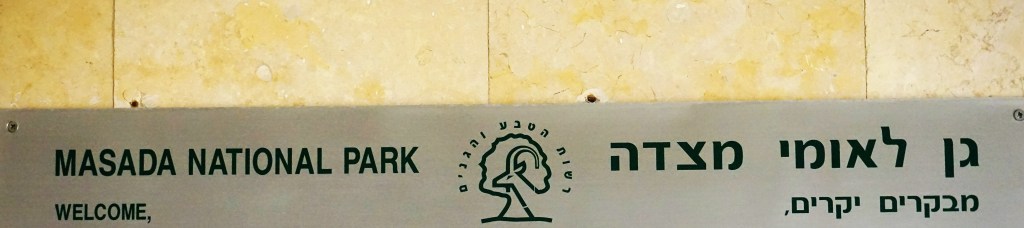 MASADA NATIONAL PARK
WELCOME,
רשות הטבע והגנים
גן לאומי מצדה
מבקרים יקרים,